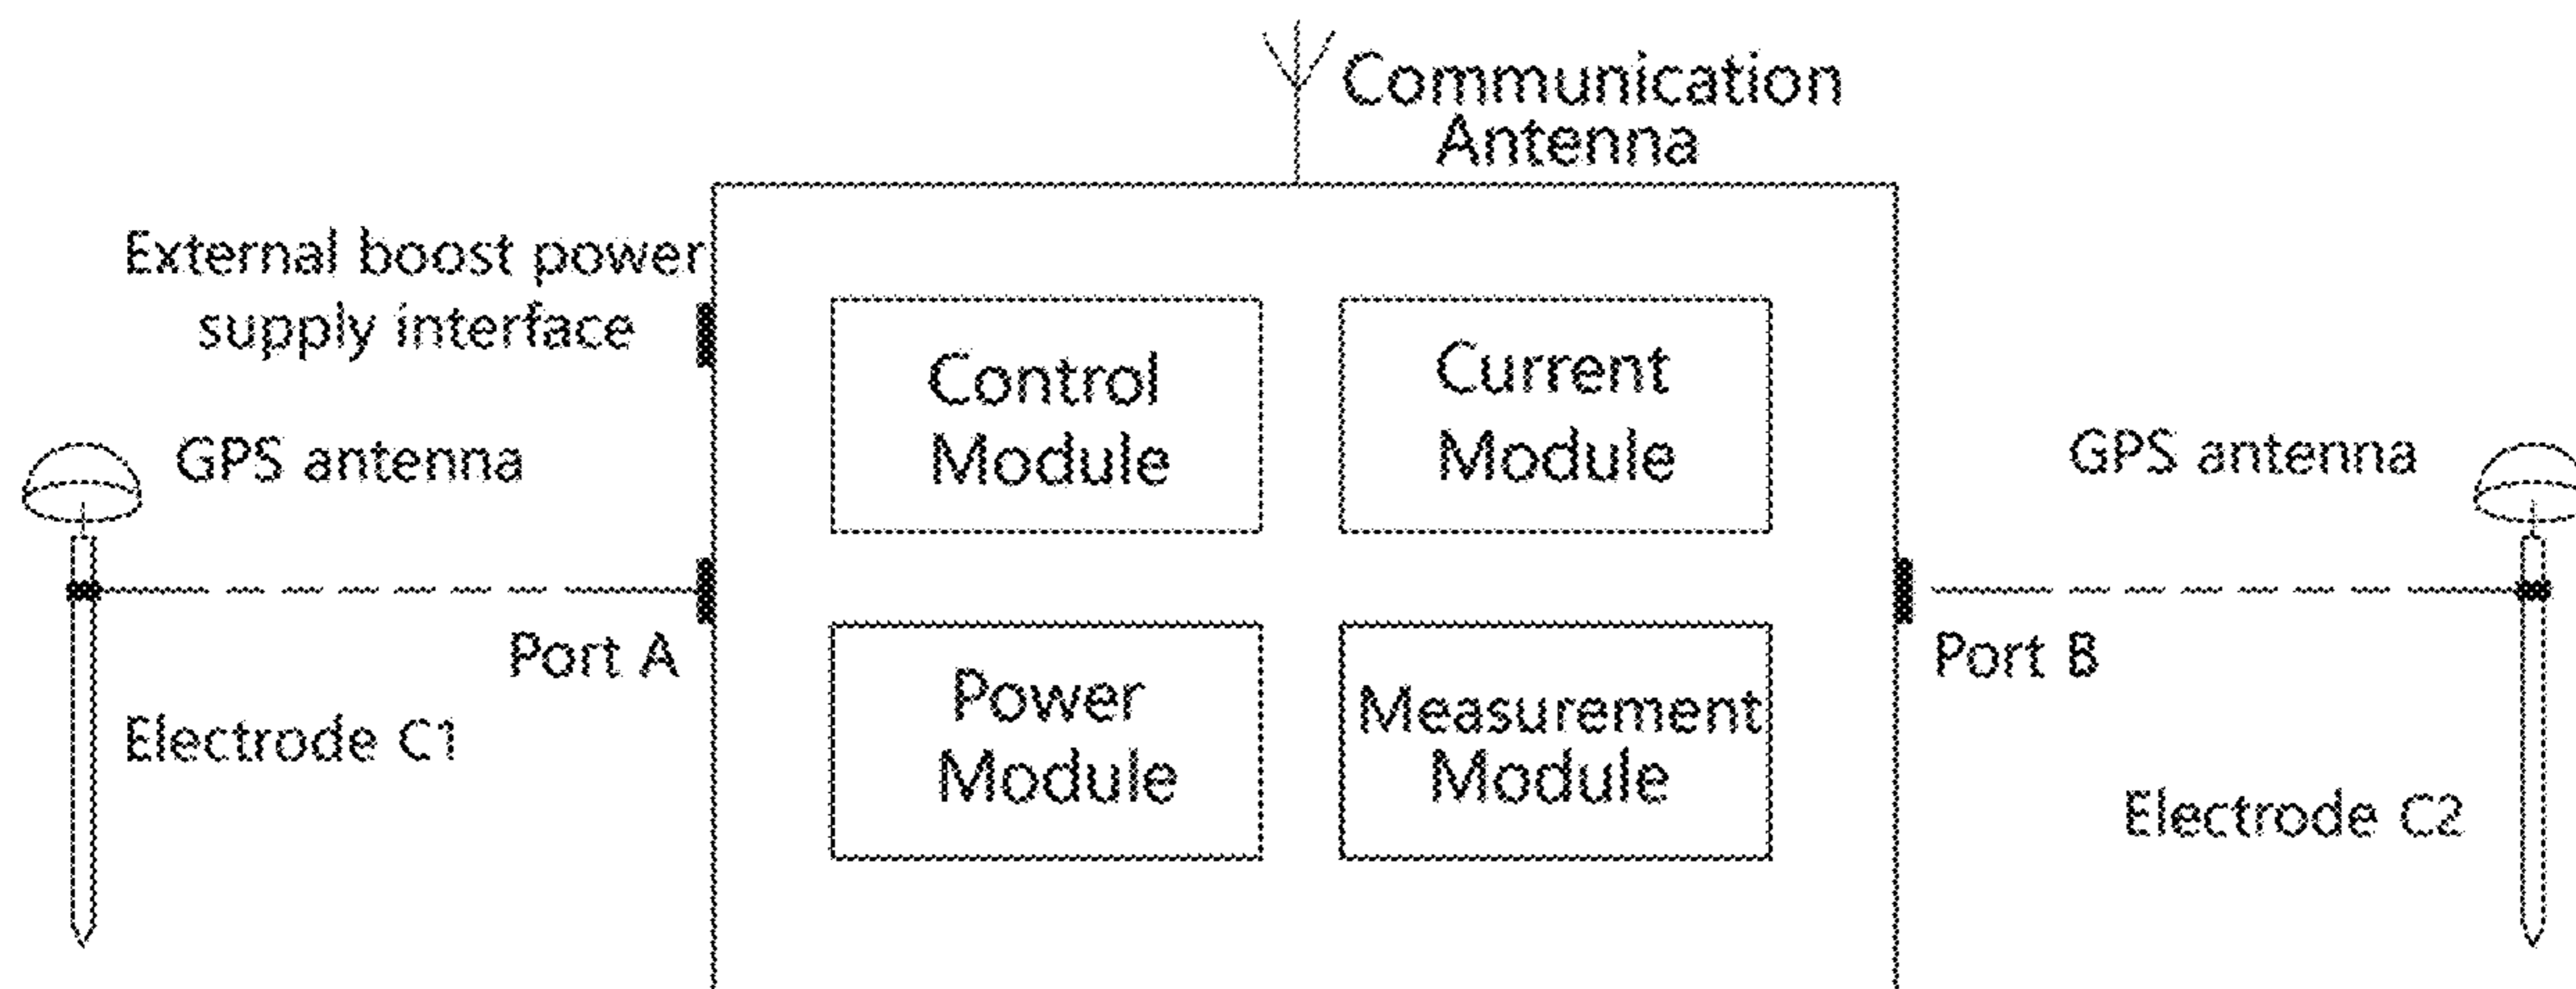 Communication
Antenna
External boost power
supply interface
Control
Module
Current
Module
GPS antenna
GPS antenna
Port A
Port B
Power
Module
Measurement
Module
Electrode C1
Electrode C2